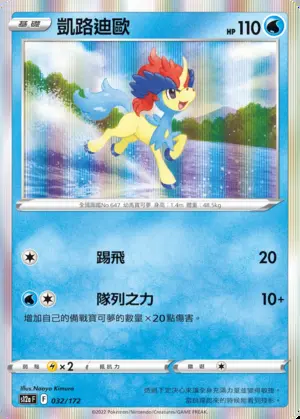 基礎 凱路迪歐 HP 110
全國圖鑑No.647 幼馬寶可夢 身高：1.4m 體重：48.5kg
踢飛 20
隊列之力 10+
增加自己的備戰寶可夢的數量×20點傷害。
弱點 ×2 抵抗力 撤退
Illus. Naoyo Kimura
s12a F F 032/172
©2022 Pokémon/Nintendo/Creatures/GAME FREAK.